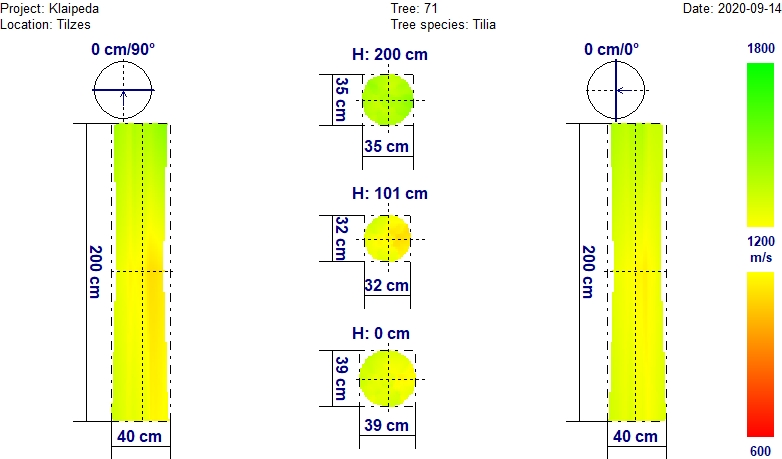 Project: Klaipeda
Tree: 71
Date: 2020-09-14
Location: Tilzes
Tree species: Tilia
0 cm/90°
H: 200 cm
0 cm/0°
1800
35 cm
35 cm
H: 101 cm
32 cm
32 cm
200 cm
200 cm
1200
m/s
H: 0 cm
39 cm
39 cm
40 cm
40 cm
600